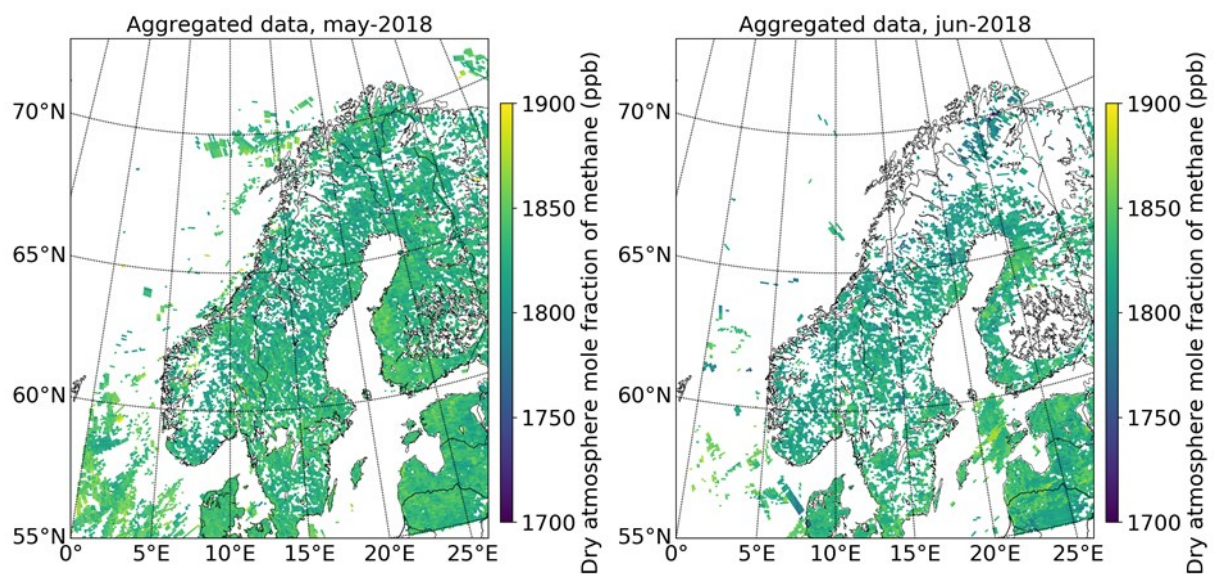 Aggregated data, may-2018
70°N
65°N
60°N
55°N
0°
5°E
10°E
15°E
20°E
25°E
1900
1850
1800
1750
1700
Dry atmosphere mole fraction of methane (ppb)
Aggregated data, jun-2018
70°N
65°N
60°N
55°N
0°
5°E
10°E
15°E
20°E
25°E
1900
1850
1800
1750
1700
Dry atmosphere mole fraction of methane (ppb)